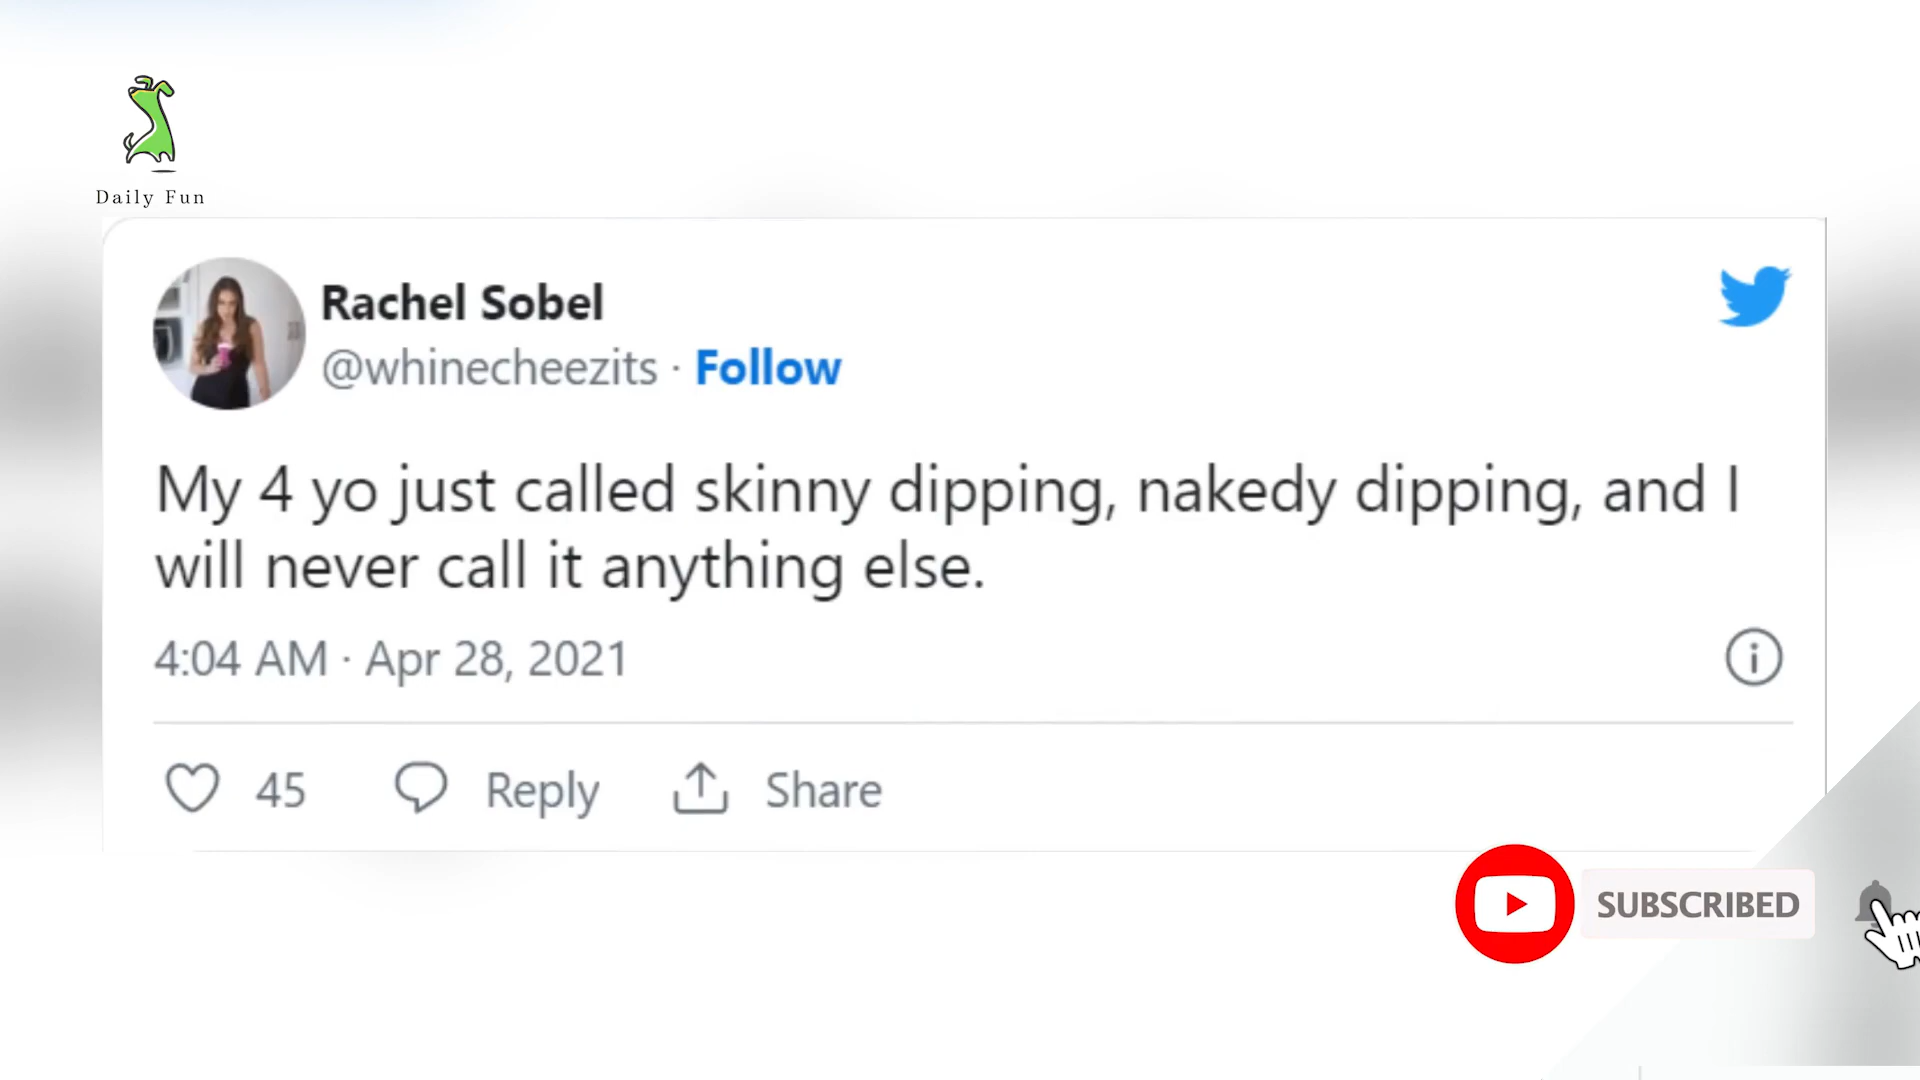 Daily Fun
Rachel Sobel
@whinecheezits · Follow
My 4 yo just called skinny dipping, nakedy dipping, and I
will never call it anything else.
4:04 AM · Apr 28, 2021
45 Reply Share
SUBSCRIBED